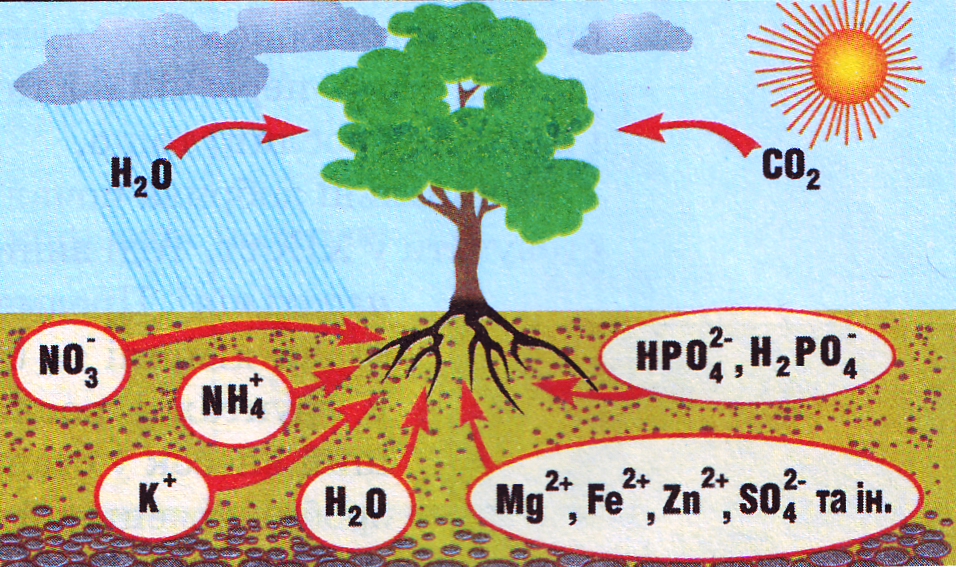 H₂O
CO₂
NO₃⁻
HPO₄²⁻, H₂PO₄⁻
NH₄⁺
K⁺
H₂O
Mg²⁺, Fe²⁺, Zn²⁺, SO₄²⁻ та ін.